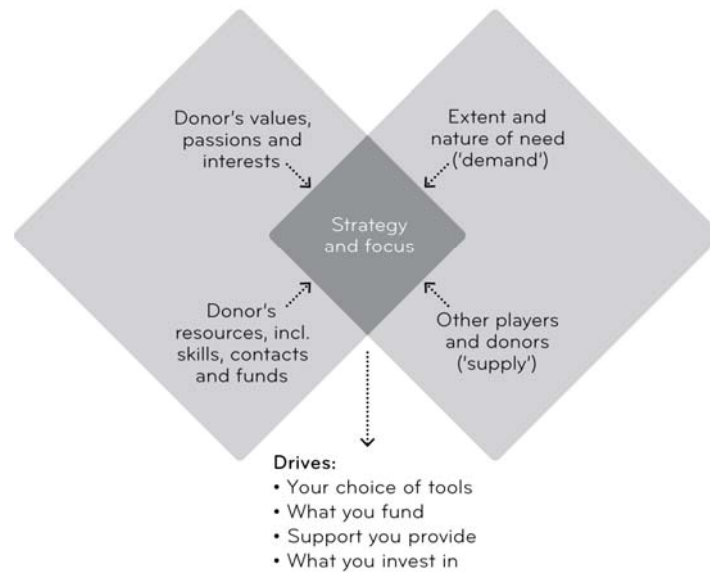 Donor's values,
passions and
interests
Extent and
nature of need
('demand')
Strategy
and focus
Donor's
resources, incl.
skills, contacts
and funds
Other players
and donors
('supply')
Drives:
• Your choice of tools
• What you fund
• Support you provide
• What you invest in